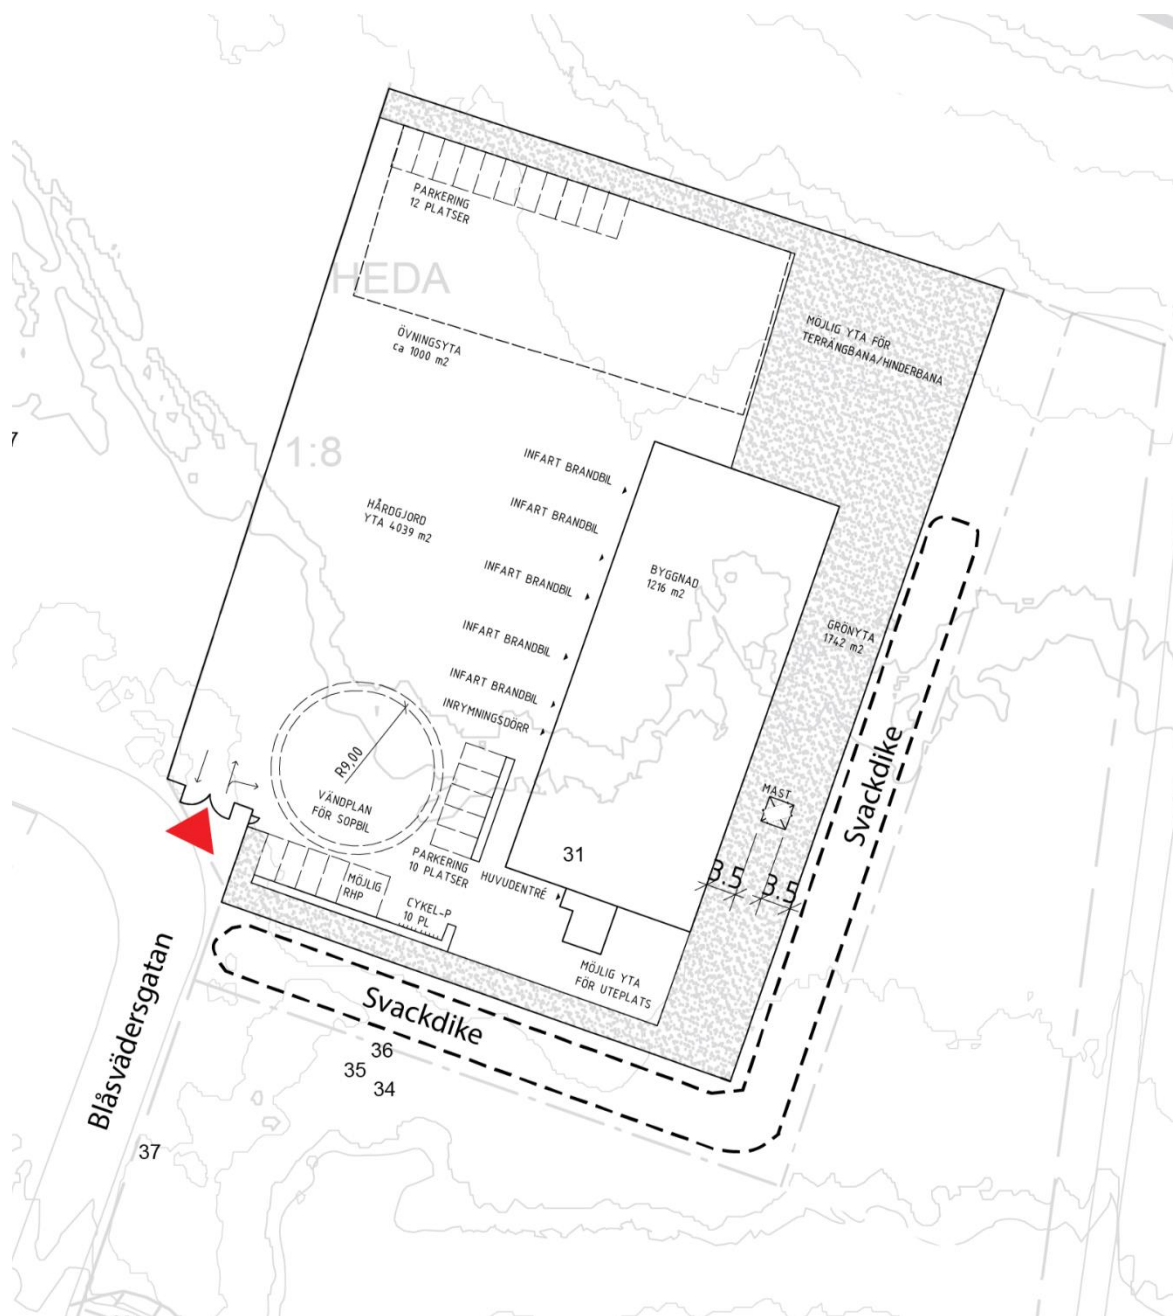 PARKERING
12 PLATSER
HEDA
MÖJLIG YTA FÖR
TERRÄNGBANA/HINDERBANA
ÖVNINGSYTA
ca 1000 m2
7
1:8
INFART BRANDBIL
INFART BRANDBIL
HÅRDGJORD
YTA 4039 m2
INFART BRANDBIL
BYGGNAD
1216 m2
INFART BRANDBIL
GRÖNYTA
1742 m2
INFART BRANDBIL
INRYMNINGSDÖRR
R9,00
VÄNDPLAN
FÖR SOPBIL
MAST
Svackdike
PARKERING
10 PLATSER
31
HUVUDENTRÉ
3.5
3.5
MÖJLIG
RHP
CYKEL-P
10 PL
MÖJLIG YTA
FÖR UTEPLATS
Svackdike
Blåsvädersgatan
36
35
34
37